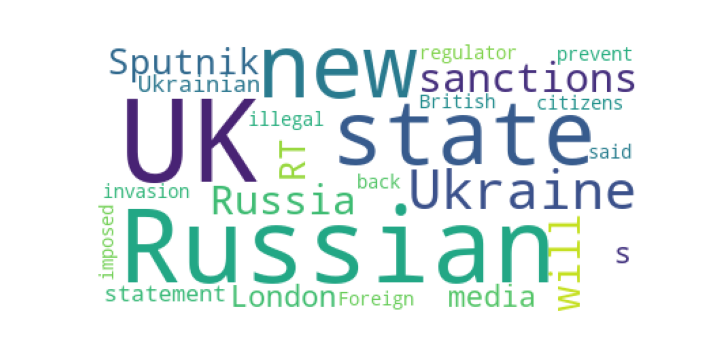 Sputnik new regulator prevent
Ukrainian sanctions
UK illegal state British citizens
RT said
invasion Russia back Ukraine
imposed Russian will s
statement London Foreign media